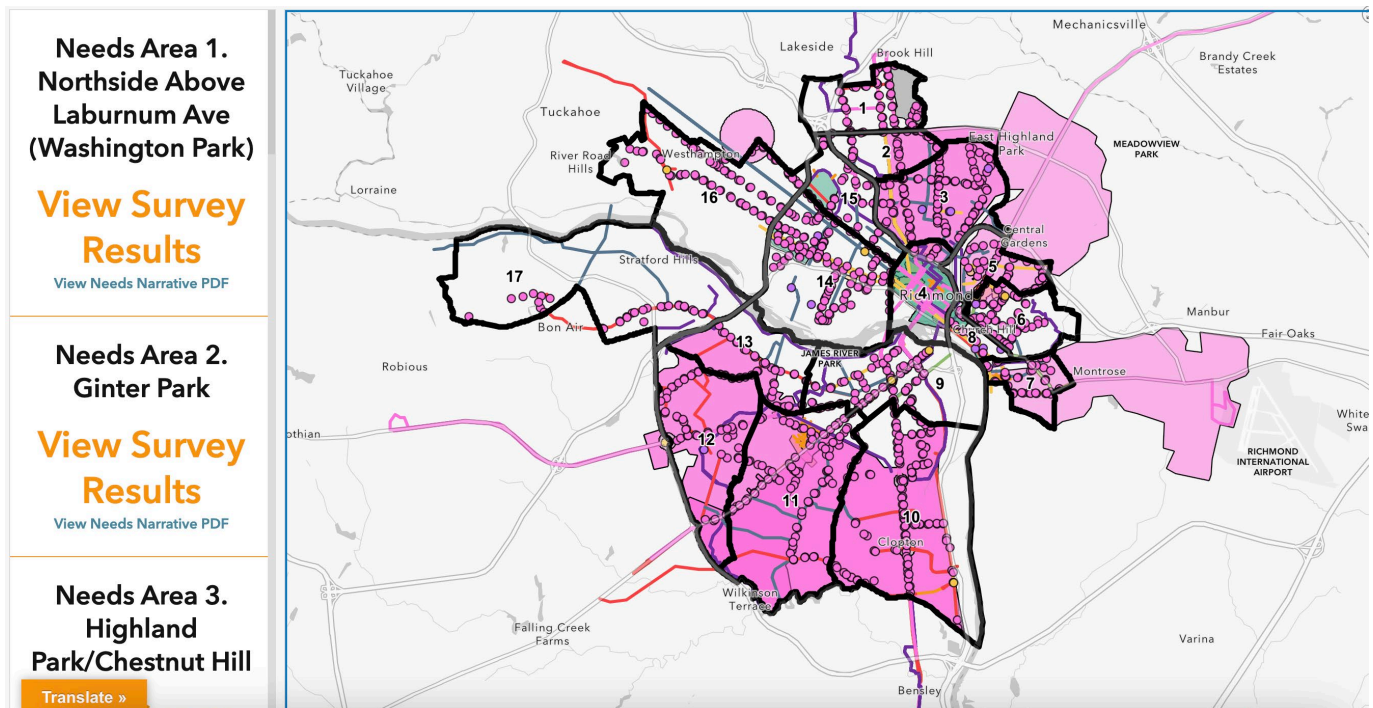 Needs Area 1.
Northside Above
Laburnum Ave
(Washington Park)
View Survey
Results
View Needs Narrative PDF
Needs Area 2.
Ginter Park
View Survey
Results
View Needs Narrative PDF
Needs Area 3.
Highland
Park/Chestnut Hill
Translate »
Mechanicsville
Lakeside
Brook Hill
Brandy Creek
Estates
Tuckahoe
Village
Tuckahoe
1
East Highland
Park
MEADOWVIEW
PARK
2
River Road
Hills
Westhampton
Lorraine
16
15
3
Central
Gardens
Stratford Hills
5
17
14
4
Richmond
6
Manbur
Bon Air
Church Hill
8
Fair Oaks
13
JAMES RIVER
PARK
Robious
9
7
Montrose
White
Swa
othian
12
RICHMOND
INTERNATIONAL
AIRPORT
11
10
Clopton
Wilkinson
Terrace
Falling Creek
Farms
Varina
Bensley